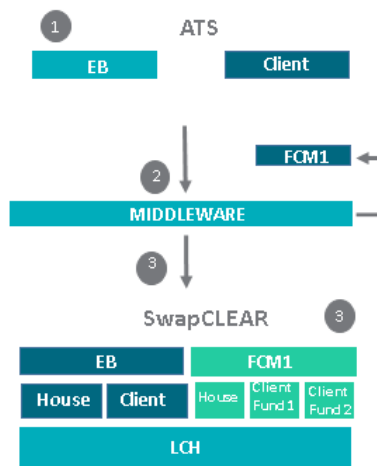 1
ATS
EB
Client
FCM1
2
MIDDLEWARE
3
SwapCLEAR
3
EB
FCM1
House
Client
House
Client
Fund 1
Client
Fund 2
LCH